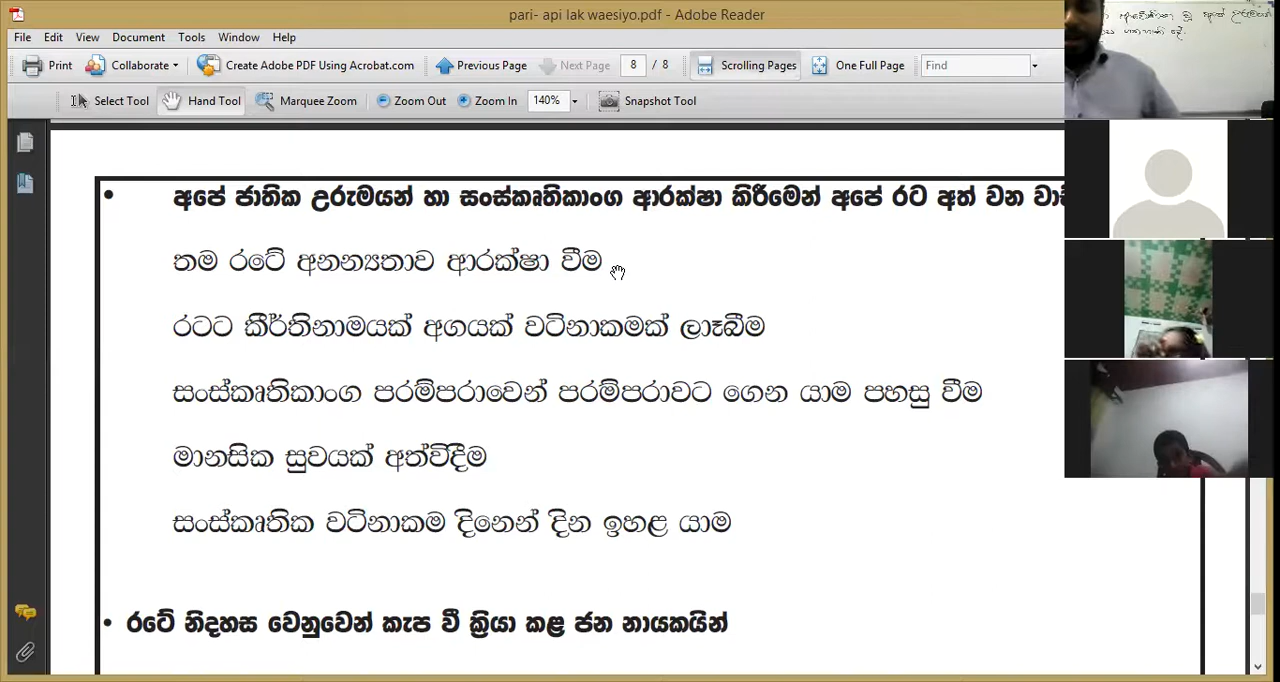 pari- api lak waesiyo.pdf - Adobe Reader
File Edit View Document Tools Window Help
Print Collaborate Create Adobe PDF Using Acrobat.com Previous Page Next Page 8 / 8 Scrolling Pages One Full Page Find
Select Tool Hand Tool Marquee Zoom Zoom Out Zoom In 140% Snapshot Tool
• අපේ ජාතික උරුමයන් හා සංස්කෘතිකාංග ආරක්ෂා කිරීමෙන් අපේ රට අත් වන
තම රටේ අනන්‍යතාව ආරක්ෂා වීම
රටට කීර්තිනාමයක් අගයක් වටිනාකමක් ලැබීම
සංස්කෘතිකාංග පරම්පරාවෙන් පරම්පරාවට ගෙන යාම පහසු වීම
මානසික සුවයක් අත්විදීම
සංස්කෘතික වටිනාකම දිනෙන් දින ඉහළ යාම
• රටේ නිදහස වෙනුවෙන් කැප වී ක්‍රියා කළ ජන නායකයින්